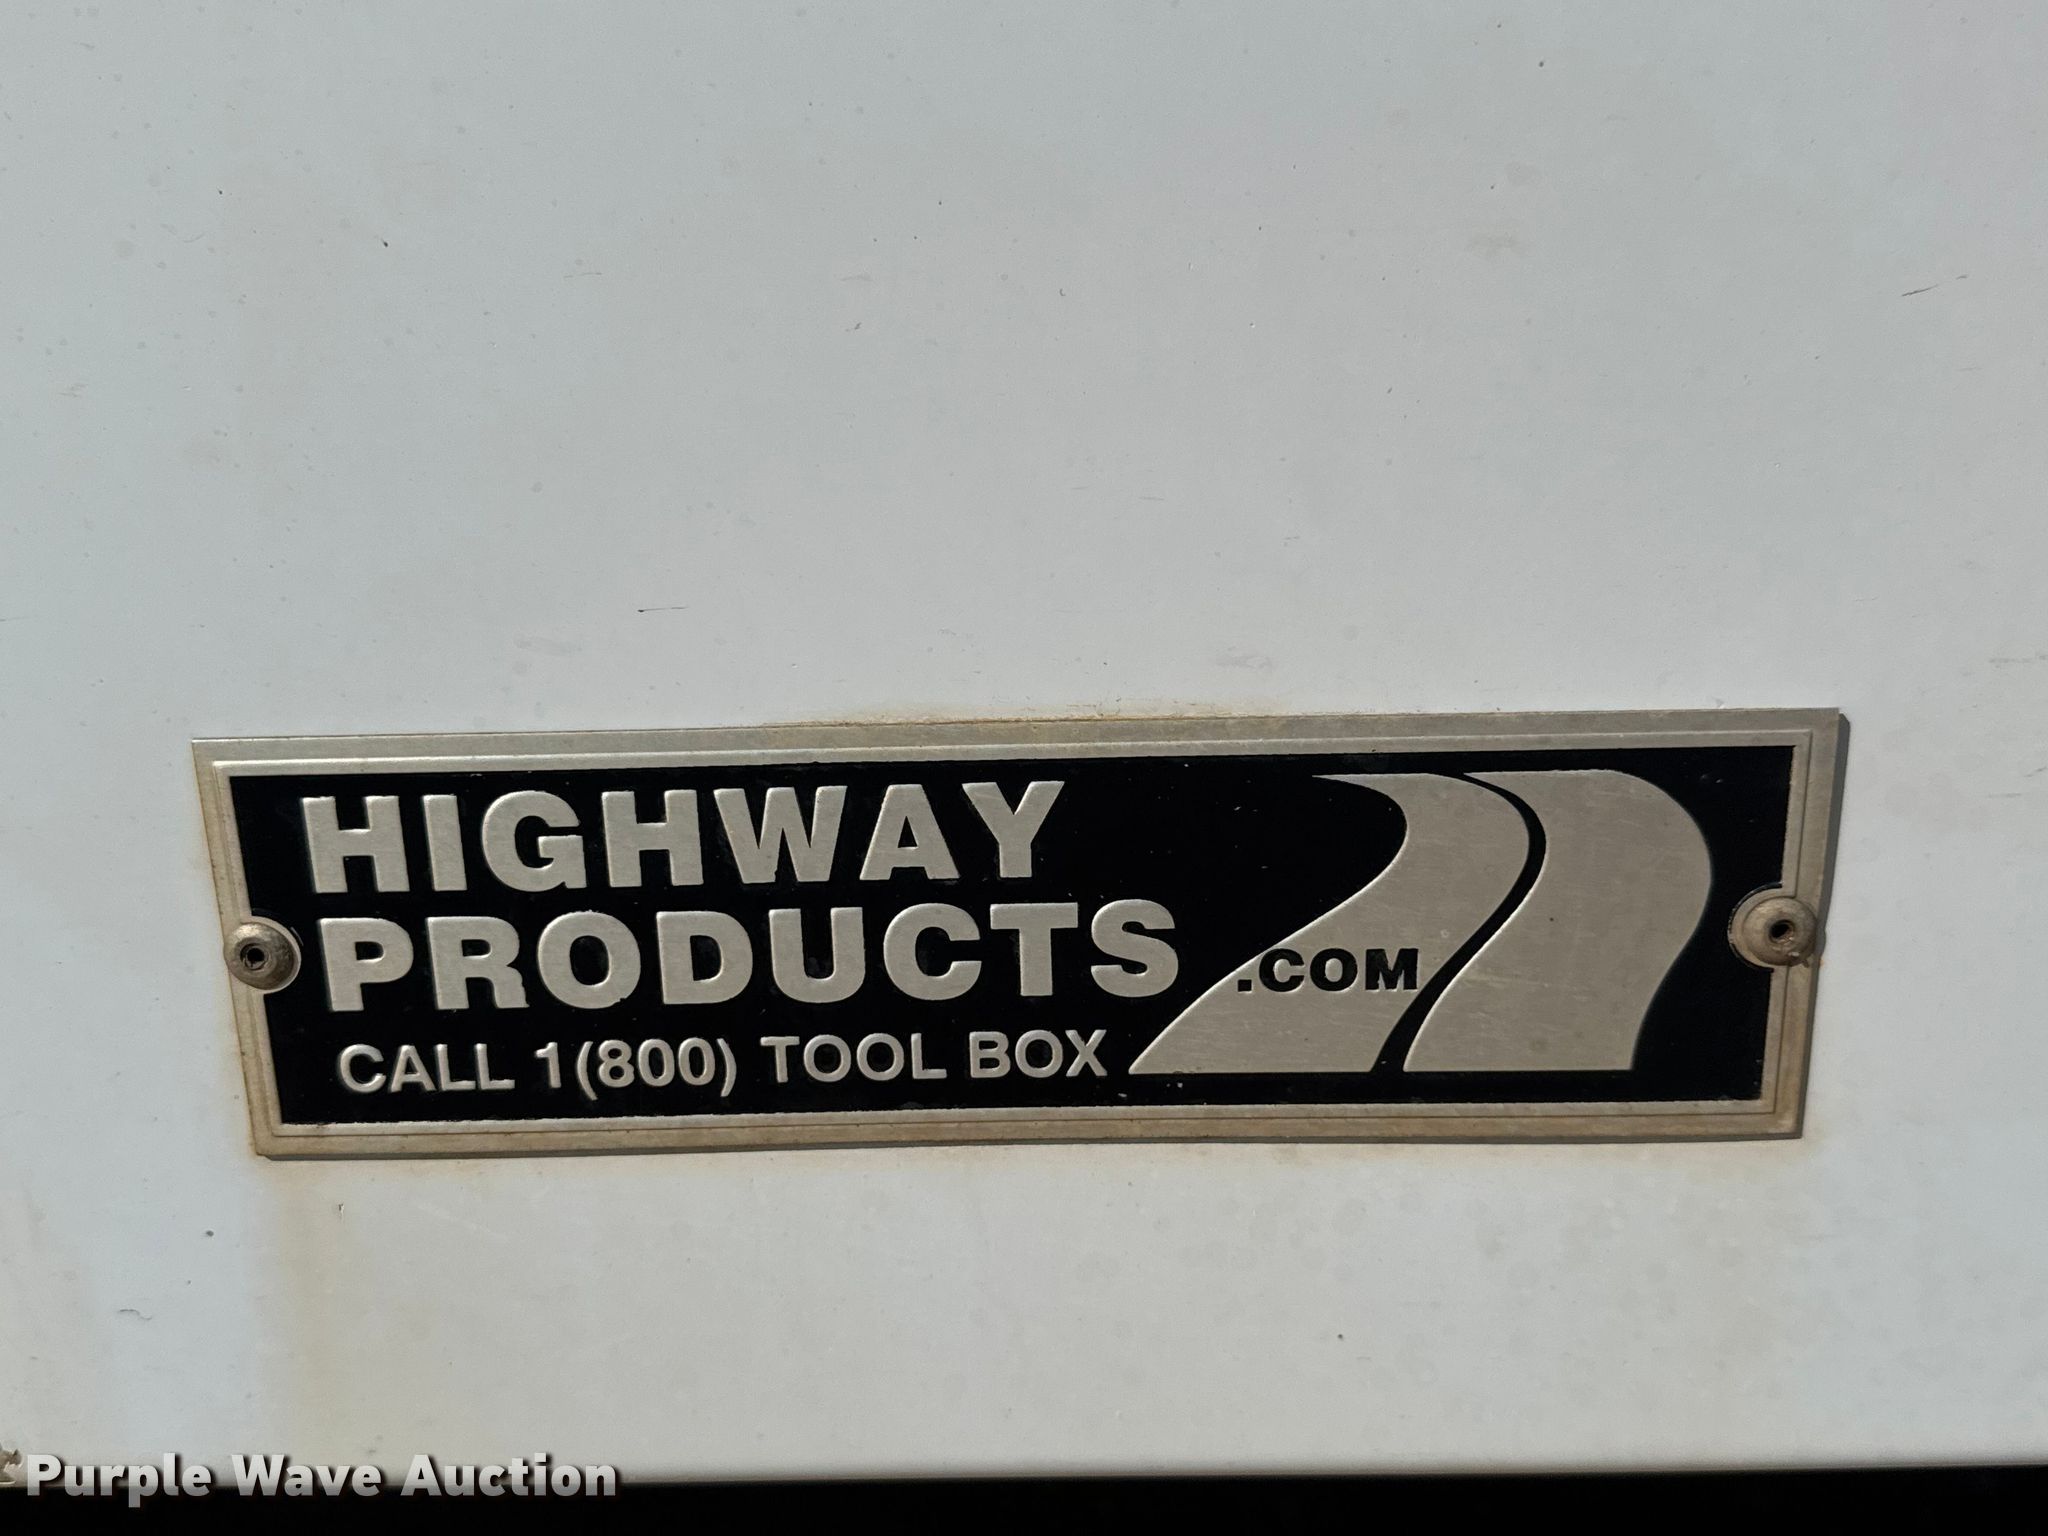 HIGHWAY
PRODUCTS .COM
CALL 1(800) TOOL BOX
Purple Wave Auction